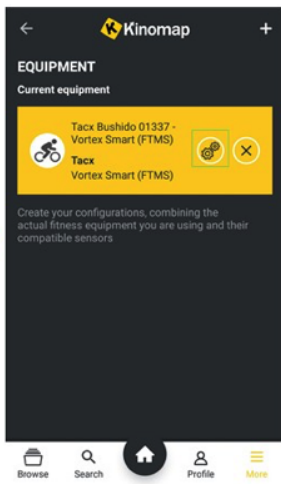 Kinomap
EQUIPMENT
Current equipment
Tacx Bushido 01337 -
Vortex Smart (FTMS)
Tacx
Vortex Smart (FTMS)
Create your configurations, combining the
actual fitness equipment you are using and their
compatible sensors
Browse Search Profile More